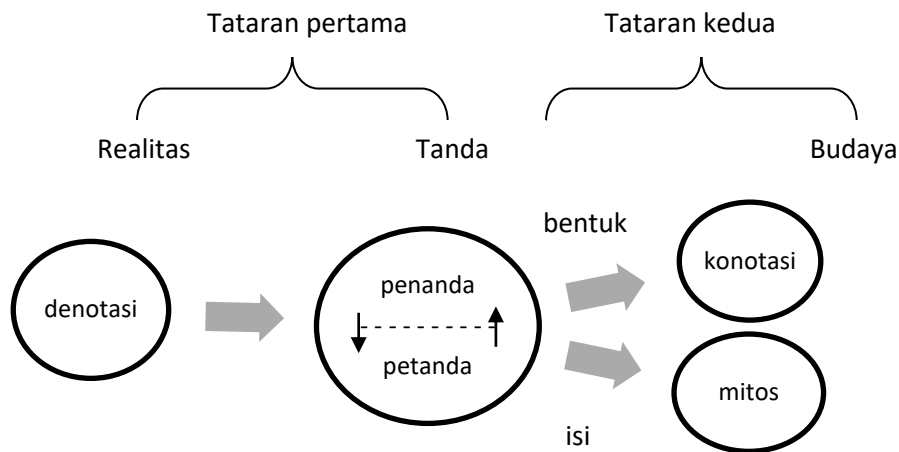 Tataran pertama Tataran kedua
Realitas Tanda Budaya
bentuk
konotasi
denotasi
penanda
petanda
mitos
isi